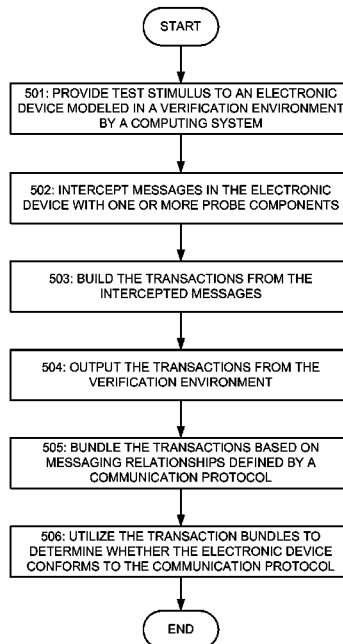 START
501: PROVIDE TEST STIMULUS TO AN ELECTRONIC
DEVICE MODELED IN A VERIFICATION ENVIRONMENT
BY A COMPUTING SYSTEM
502: INTERCEPT MESSAGES IN THE ELECTRONIC
DEVICE WITH ONE OR MORE PROBE COMPONENTS
503: BUILD THE TRANSACTIONS FROM THE
INTERCEPTED MESSAGES
504: OUTPUT THE TRANSACTIONS FROM THE
VERIFICATION ENVIRONMENT
505: BUNDLE THE TRANSACTIONS BASED ON
MESSAGING RELATIONSHIPS DEFINED BY A
COMMUNICATION PROTOCOL
506: UTILIZE THE TRANSACTION BUNDLES TO
DETERMINE WHETHER THE ELECTRONIC DEVICE
CONFORMS TO THE COMMUNICATION PROTOCOL
END